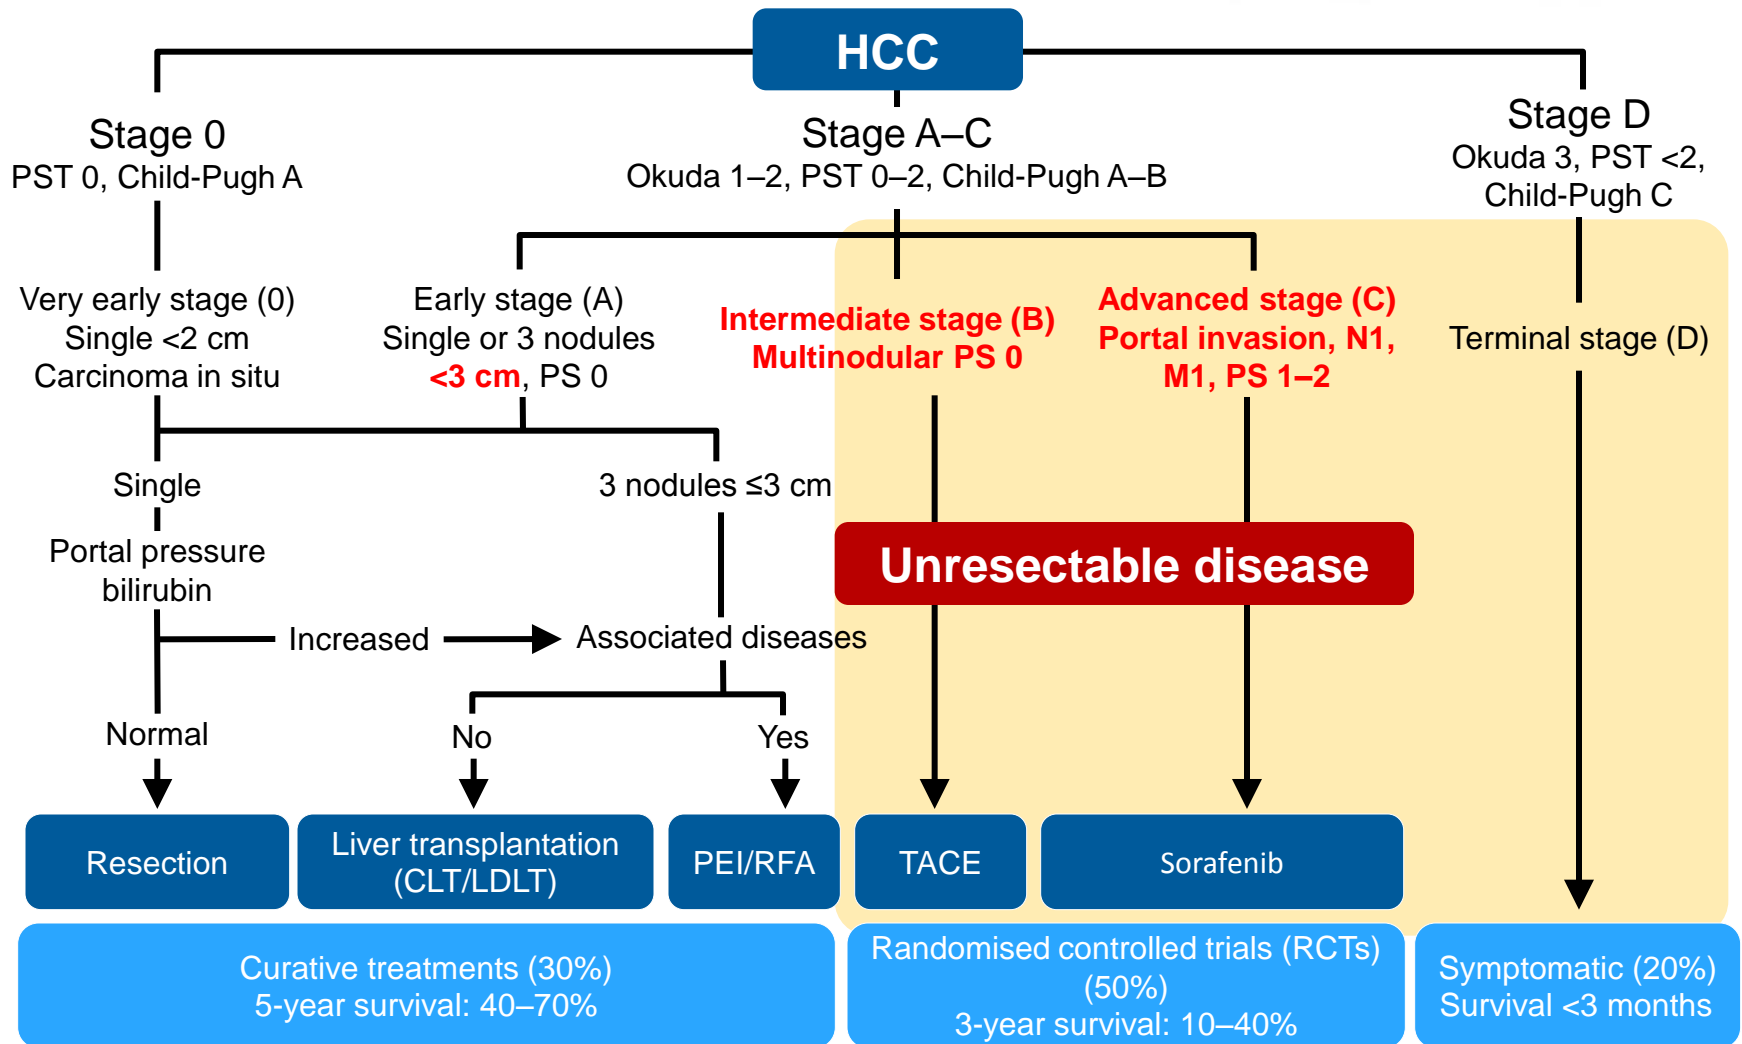 HCC
Stage 0
PST 0, Child-Pugh A
Stage A–C
Okuda 1–2, PST 0–2, Child-Pugh A–B
Stage D
Okuda 3, PST <2,
Child-Pugh C
Very early stage (0)
Single <2 cm
Carcinoma in situ
Early stage (A)
Single or 3 nodules
<3 cm, PS 0
Intermediate stage (B)
Multinodular PS 0
Advanced stage (C)
Portal invasion, N1,
M1, PS 1–2
Terminal stage (D)
Single
3 nodules ≤3 cm
Portal pressure
bilirubin
Unresectable disease
Increased
Associated diseases
Normal
No
Yes
Resection
Liver transplantation
(CLT/LDLT)
PEI/RFA
TACE
Sorafenib
Curative treatments (30%)
5-year survival: 40–70%
Randomised controlled trials (RCTs)
(50%)
3-year survival: 10–40%
Symptomatic (20%)
Survival <3 months